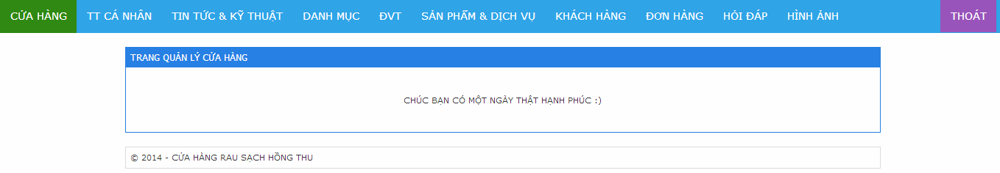 CỬA HÀNG TT CÁ NHÂN TIN TỨC & KỸ THUẬT DANH MỤC ĐVT SẢN PHẨM & DỊCH VỤ KHÁCH HÀNG ĐƠN HÀNG HỎI ĐÁP HÌNH ẢNH THOÁT
TRANG QUẢN LÝ CỬA HÀNG
CHÚC BẠN CÓ MỘT NGÀY THẬT HẠNH PHÚC :)
© 2014 - CỬA HÀNG RAU SẠCH HỒNG THU